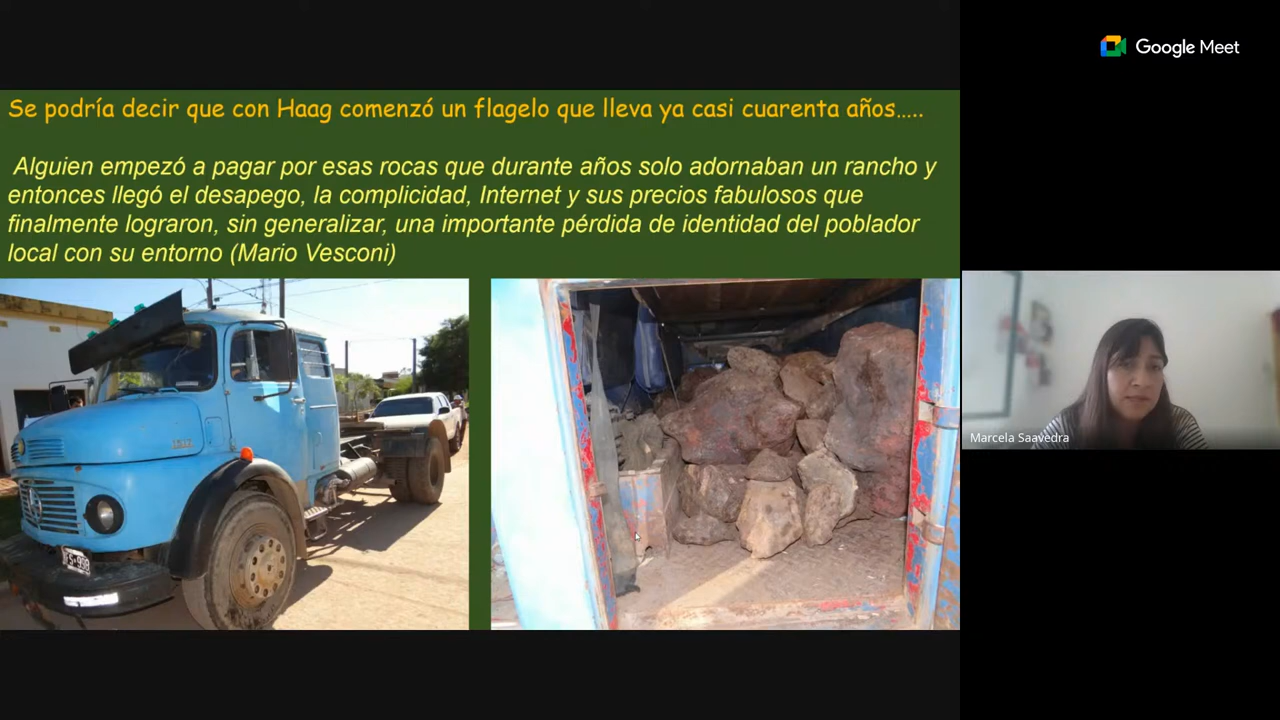 Google Meet
Se podría decir que con Haag comenzó un flagelo que lleva ya casi cuarenta años…..
Alguien empezó a pagar por esas rocas que durante años solo adornaban un rancho y
entonces llegó el desapego, la complicidad, Internet y sus precios fabulosos que
finalmente lograron, sin generalizar, una importante pérdida de identidad del poblador
local con su entorno (Mario Vesconi)
Marcela Saavedra